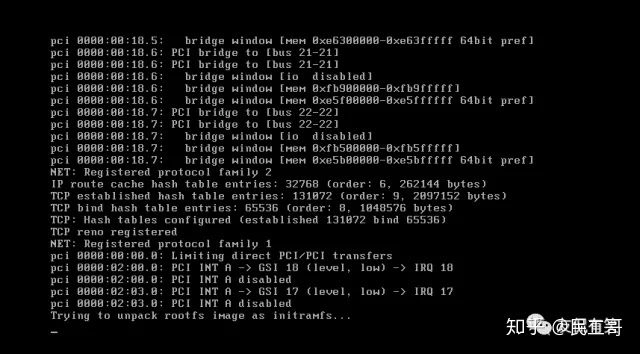 pci 0000:00:18.5:   bridge window [mem 0xe6300000-0xe63fffff 64bit pref]
pci 0000:00:18.6: PCI bridge to [bus 21-21]
pci 0000:00:18.6: PCI bridge to [bus 21-21]
pci 0000:00:18.6:   bridge window [io  disabled]
pci 0000:00:18.6:   bridge window [mem 0xfb900000-0xfb9fffff]
pci 0000:00:18.6:   bridge window [mem 0xe5f00000-0xe5ffffff 64bit pref]
pci 0000:00:18.7: PCI bridge to [bus 22-22]
pci 0000:00:18.7: PCI bridge to [bus 22-22]
pci 0000:00:18.7:   bridge window [io  disabled]
pci 0000:00:18.7:   bridge window [mem 0xfb500000-0xfb5fffff]
pci 0000:00:18.7:   bridge window [mem 0xe5b00000-0xe5bfffff 64bit pref]
NET: Registered protocol family 2
IP route cache hash table entries: 32768 (order: 6, 262144 bytes)
TCP established hash table entries: 131072 (order: 9, 2097152 bytes)
TCP bind hash table entries: 65536 (order: 8, 1048576 bytes)
TCP: Hash tables configured (established 131072 bind 65536)
TCP reno registered
NET: Registered protocol family 1
pci 0000:00:00.0: Limiting direct PCI/PCI transfers
pci 0000:02:00.0: PCI INT A -> GSI 18 (level, low) -> IRQ 18
pci 0000:02:00.0: PCI INT A disabled
pci 0000:02:03.0: PCI INT A -> GSI 17 (level, low) -> IRQ 17
pci 0000:02:03.0: PCI INT A disabled
Trying to unpack rootfs image as initramfs...
_
知乎